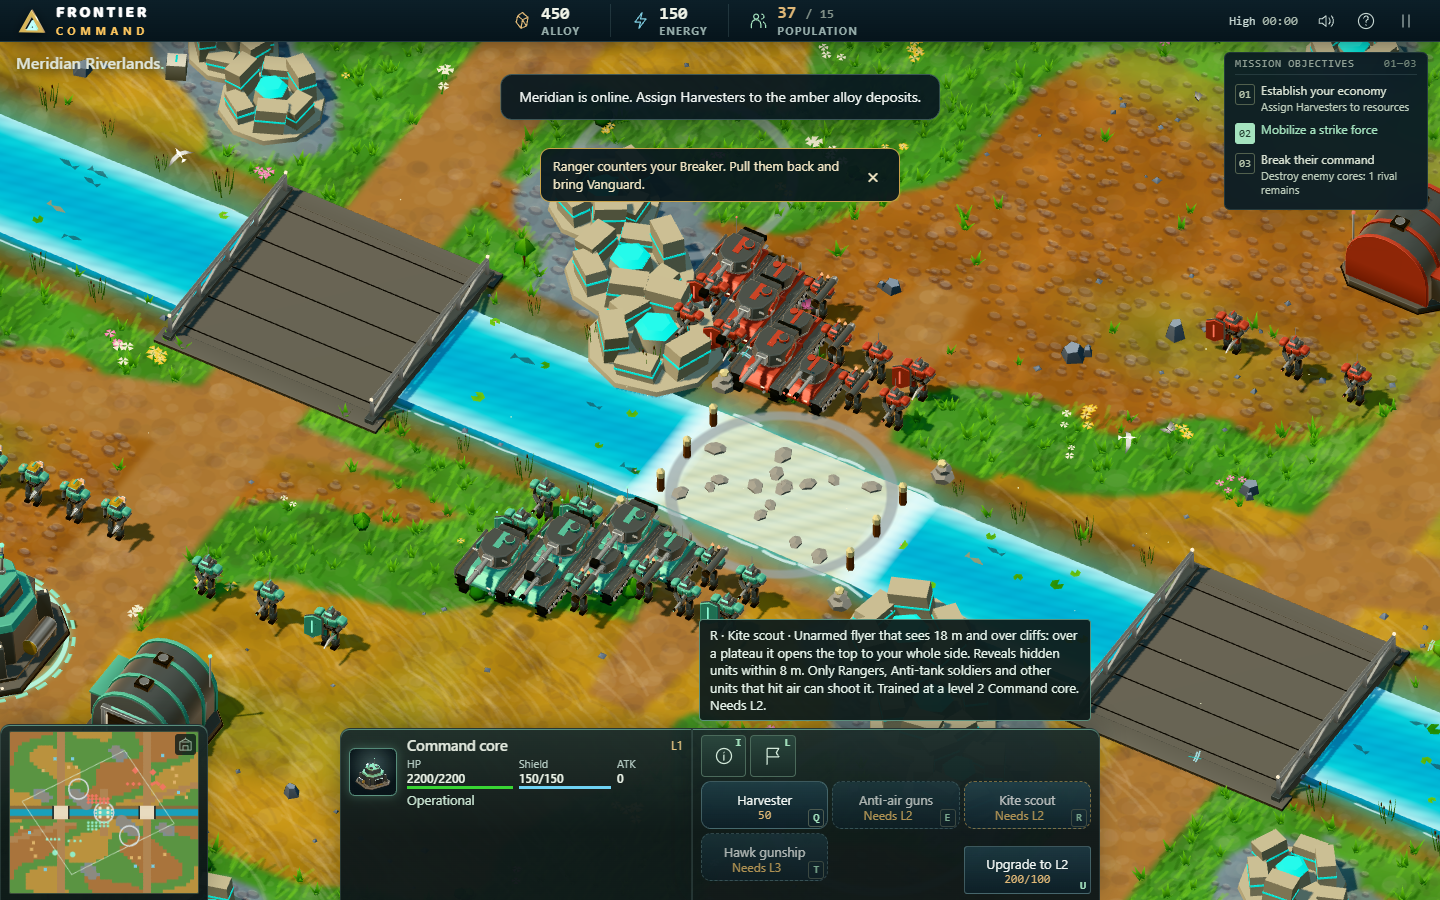 FRONTIER
COMMAND
450
ALLOY
150
ENERGY
37 / 15
POPULATION
High 00:00
Meridian Riverlands.
Meridian is online. Assign Harvesters to the amber alloy deposits.
Ranger counters your Breaker. Pull them back and
bring Vanguard.
MISSION OBJECTIVES 01—03
01 Establish your economy
Assign Harvesters to resources
02 Mobilize a strike force
03 Break their command
Destroy enemy cores: 1 rival
remains
R · Kite scout · Unarmed flyer that sees 18 m and over cliffs: over
a plateau it opens the top to your whole side. Reveals hidden
units within 8 m. Only Rangers, Anti-tank soldiers and other
units that hit air can shoot it. Trained at a level 2 Command core.
Needs L2.
Command core L1
HP Shield ATK
2200/2200 150/150 0
Operational
I L
Harvester
50 Q
Anti-air guns
Needs L2 E
Kite scout
Needs L2 R
Hawk gunship
Needs L3 T
Upgrade to L2
200/100
U